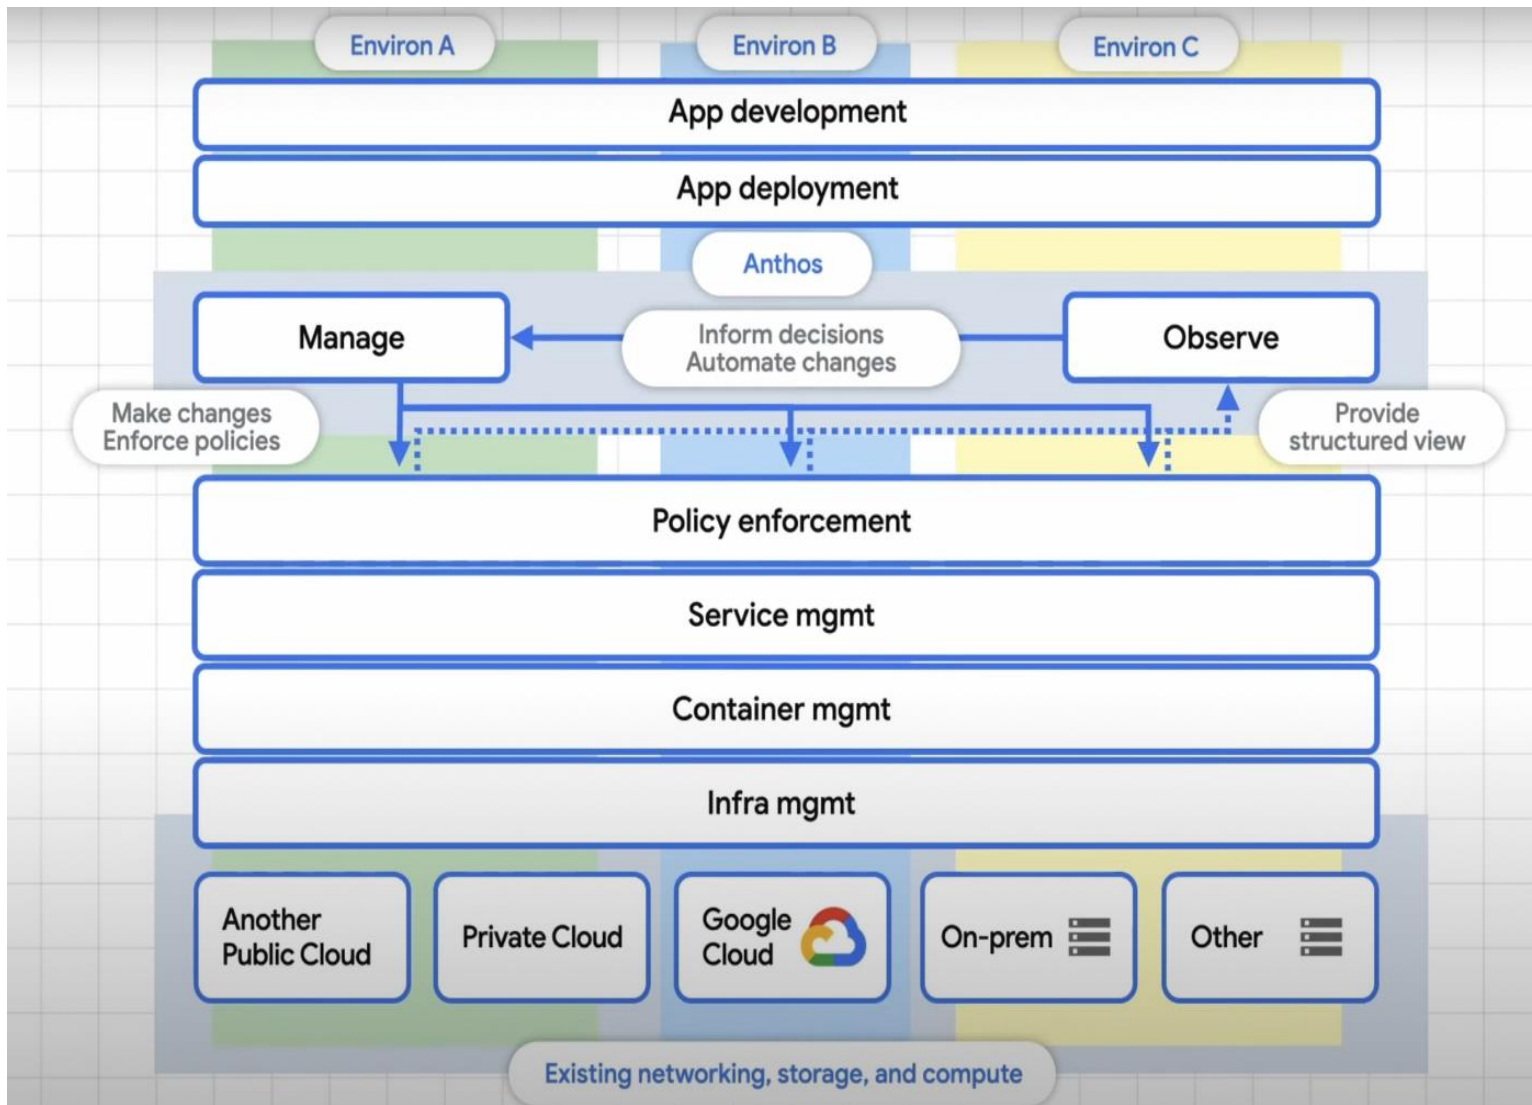 Environ A
Environ B
Environ C
App development
App deployment
Anthos
Manage
Inform decisions
Automate changes
Observe
Make changes
Enforce policies
Provide
structured view
Policy enforcement
Service mgmt
Container mgmt
Infra mgmt
Another
Public Cloud
Private Cloud
Google
Cloud
On-prem
Other
Existing networking, storage, and compute